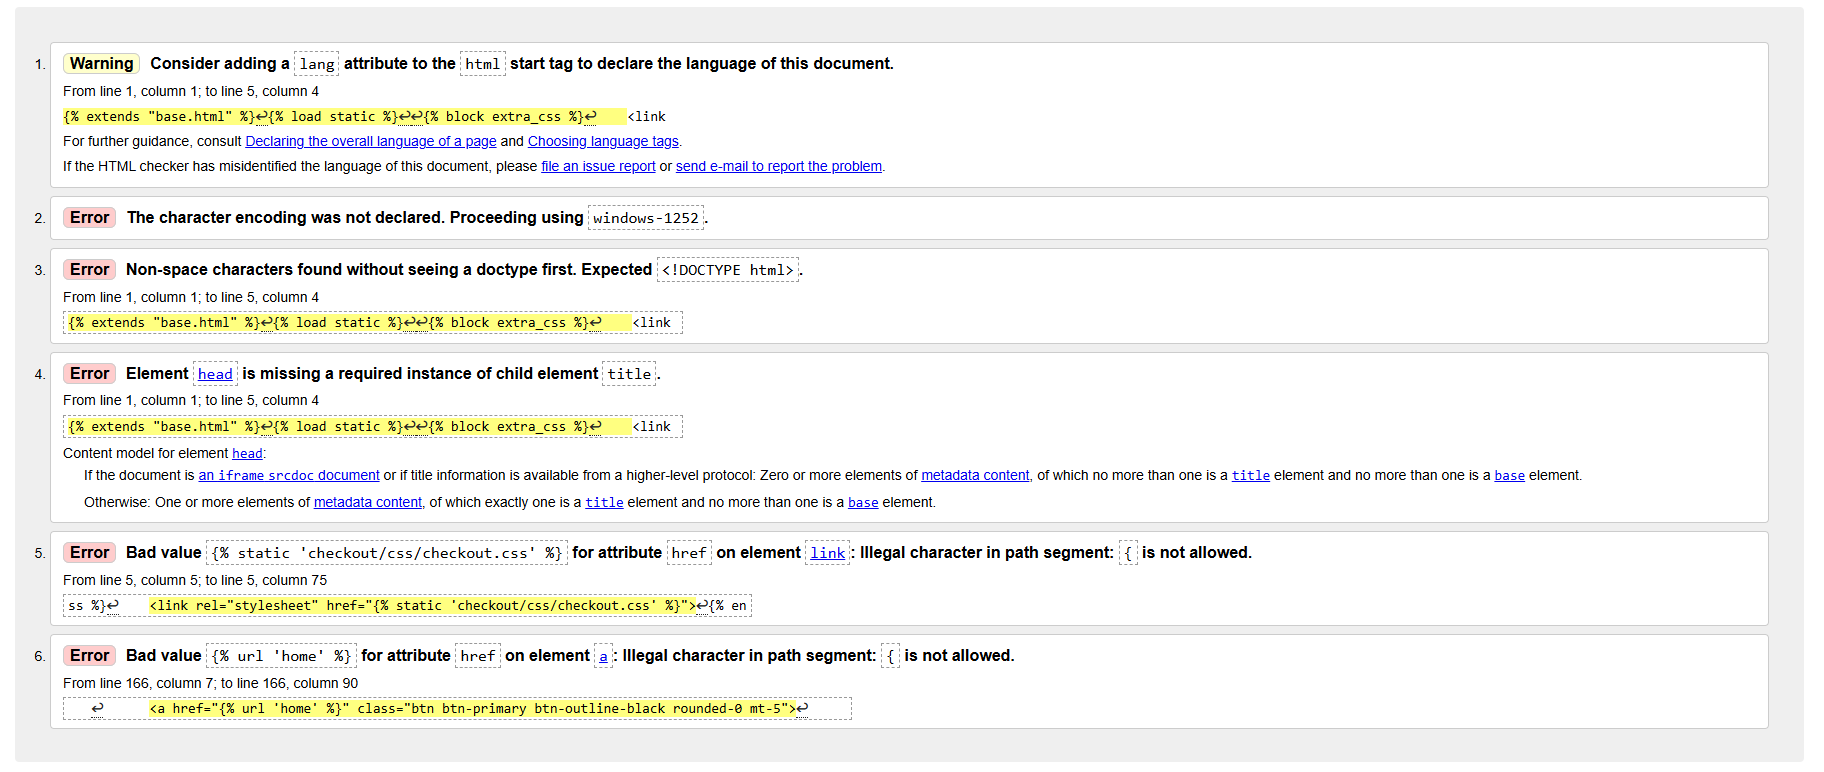 1. Warning Consider adding a lang attribute to the html start tag to declare the language of this document.
From line 1, column 1; to line 5, column 4
{% extends "base.html" %}↩{% load static %}↩↩{% block extra_css %}↩    <link
For further guidance, consult Declaring the overall language of a page and Choosing language tags.
If the HTML checker has misidentified the language of this document, please file an issue report or send e-mail to report the problem.
2. Error The character encoding was not declared. Proceeding using windows-1252.
3. Error Non-space characters found without seeing a doctype first. Expected <!DOCTYPE html>.
From line 1, column 1; to line 5, column 4
{% extends "base.html" %}↩{% load static %}↩↩{% block extra_css %}↩    <link
4. Error Element head is missing a required instance of child element title.
From line 1, column 1; to line 5, column 4
{% extends "base.html" %}↩{% load static %}↩↩{% block extra_css %}↩    <link
Content model for element head:
If the document is an iframe srcdoc document or if title information is available from a higher-level protocol: Zero or more elements of metadata content, of which no more than one is a title element and no more than one is a base element.
Otherwise: One or more elements of metadata content, of which exactly one is a title element and no more than one is a base element.
5. Error Bad value {% static 'checkout/css/checkout.css' %} for attribute href on element link: Illegal character in path segment: { is not allowed.
From line 5, column 5; to line 5, column 75
ss %}↩    <link rel="stylesheet" href="{% static 'checkout/css/checkout.css' %}">↩{% en
6. Error Bad value {% url 'home' %} for attribute href on element a: Illegal character in path segment: { is not allowed.
From line 166, column 7; to line 166, column 90
↩      <a href="{% url 'home' %}" class="btn btn-primary btn-outline-black rounded-0 mt-5">↩